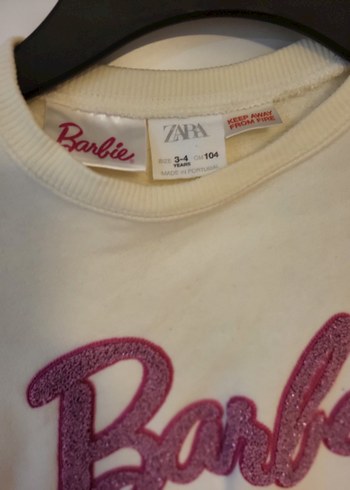 Barbie
ZARA
SIZE 3-4 YEARS CM 104
MADE IN PORTUGAL
KEEP AWAY
FROM FIRE
Barb